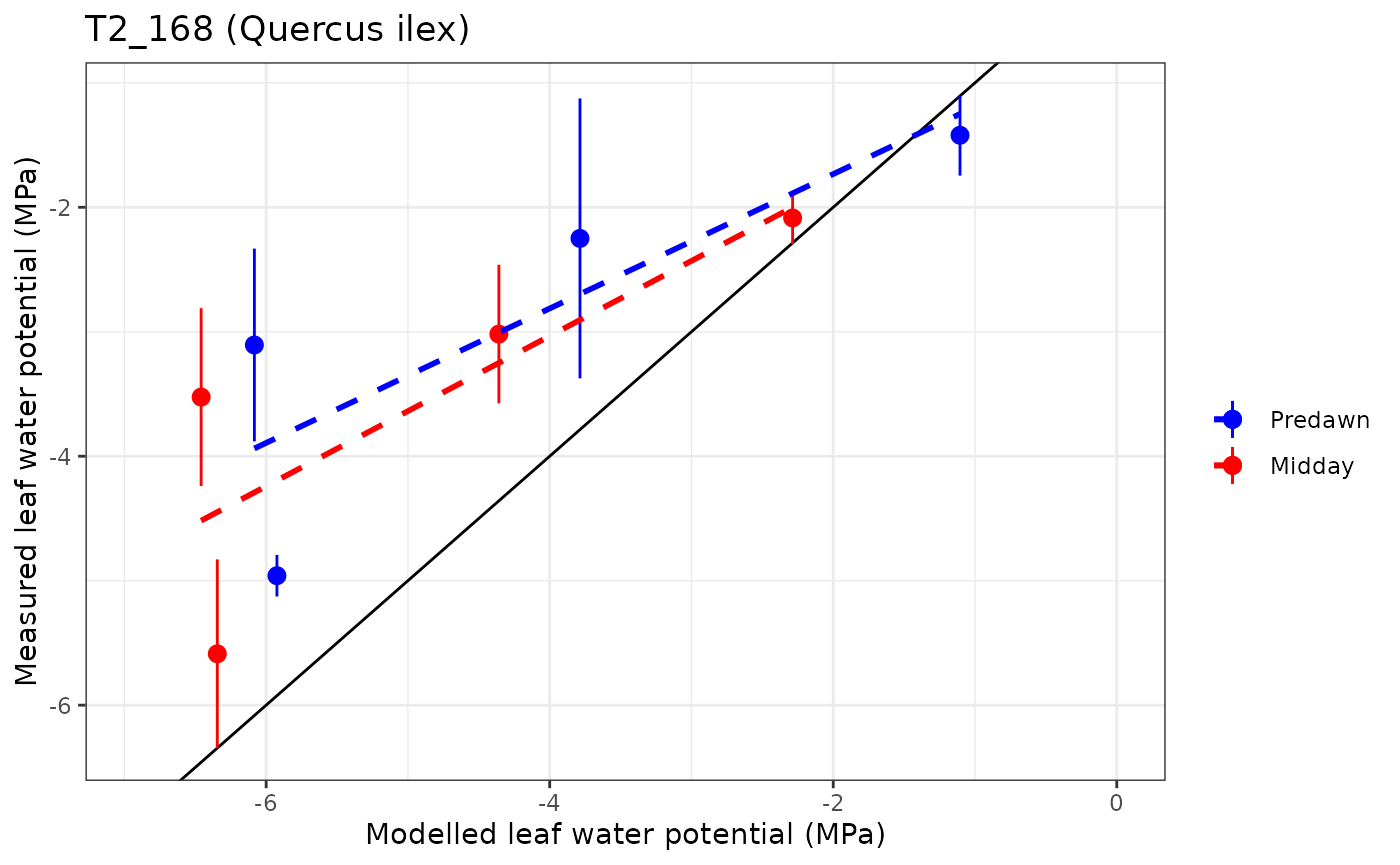 T2_168 (Quercus ilex)
Measured leaf water potential (MPa)
-2
-4
-6
-6
-4
-2
0
Modelled leaf water potential (MPa)
Predawn
Midday